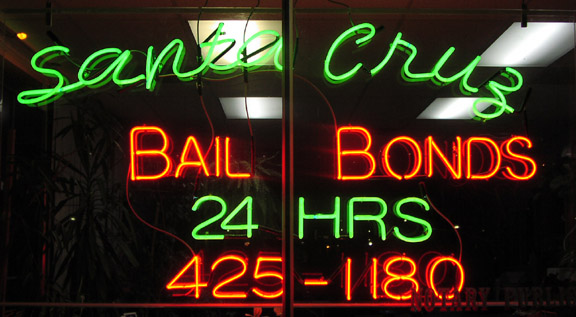 Santa Cruz
BAIL BONDS
24 HRS
425-1180